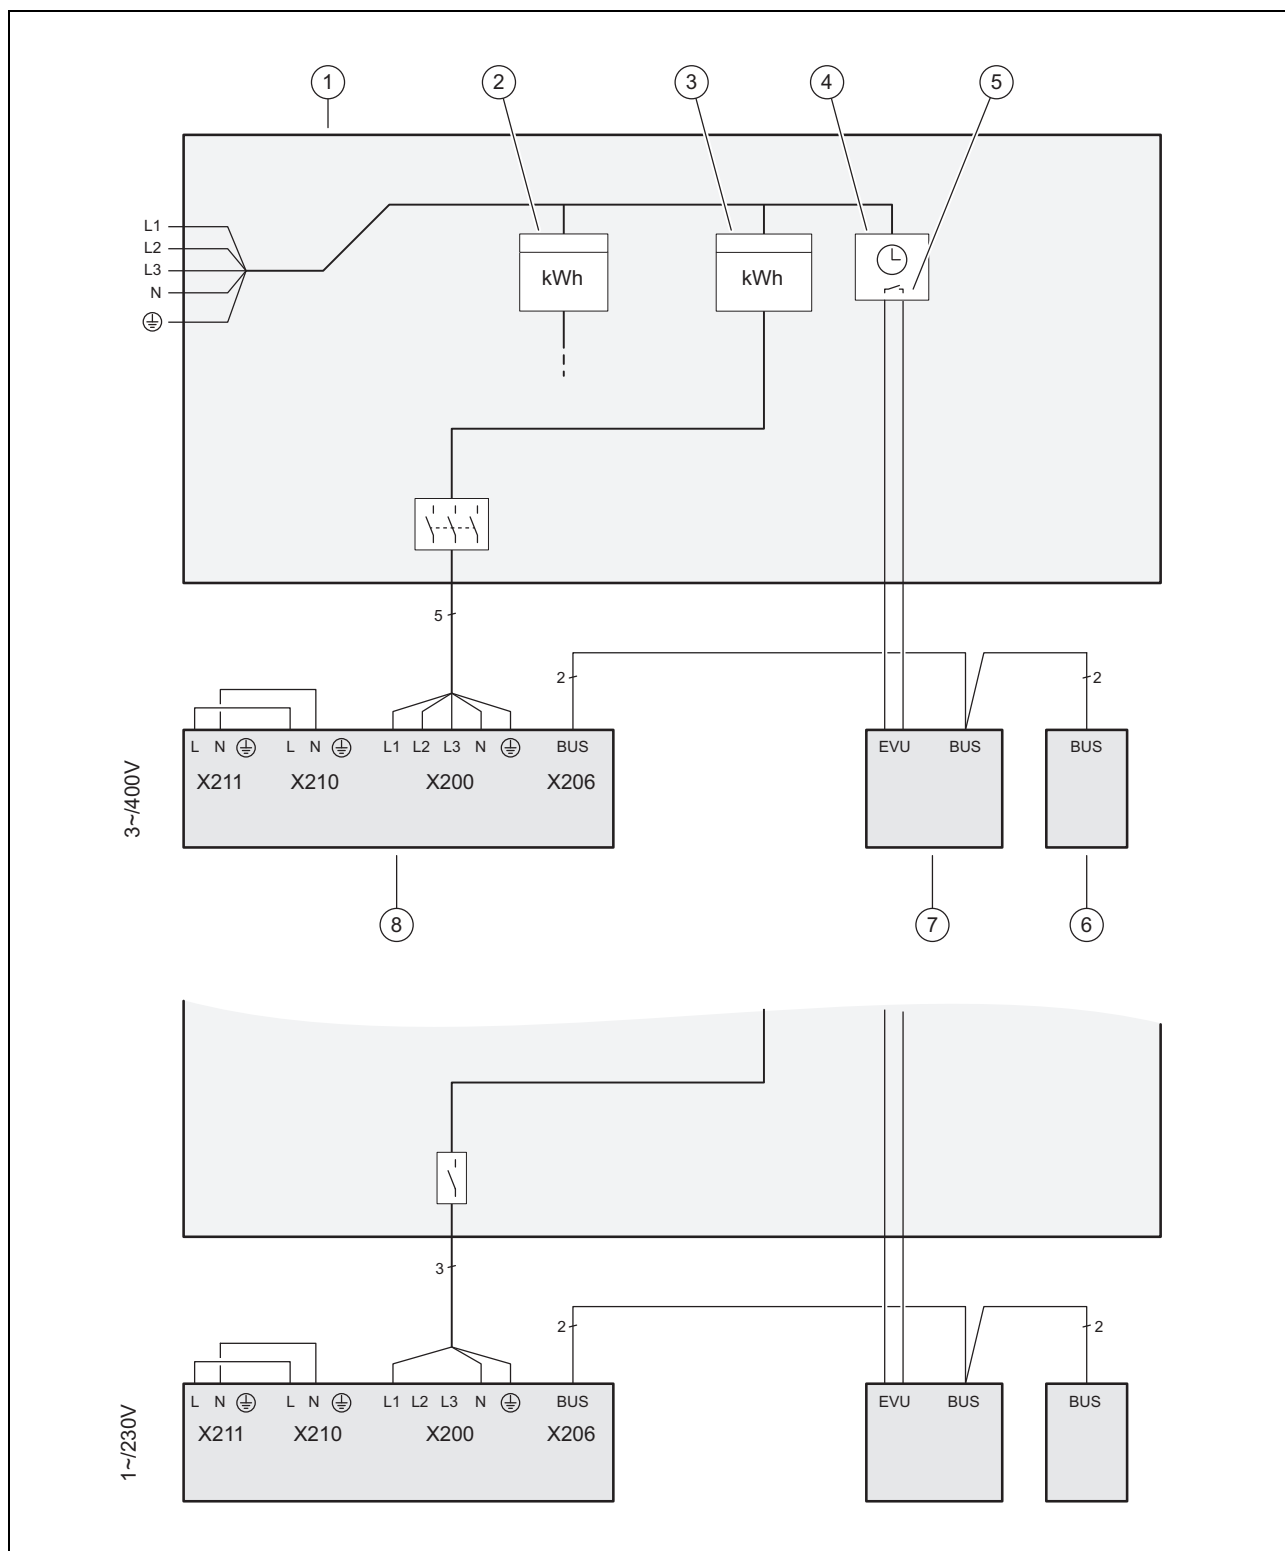 1 2 3 4 5
L1
L2
L3
N
kWh kWh
5
2 2
L N L N L1 L2 L3 N BUS EVU BUS BUS
X211 X210 X200 X206
3~/400V
8 7 6
3
2 2
L N L N L1 L2 L3 N BUS EVU BUS BUS
X211 X210 X200 X206
1~/230V